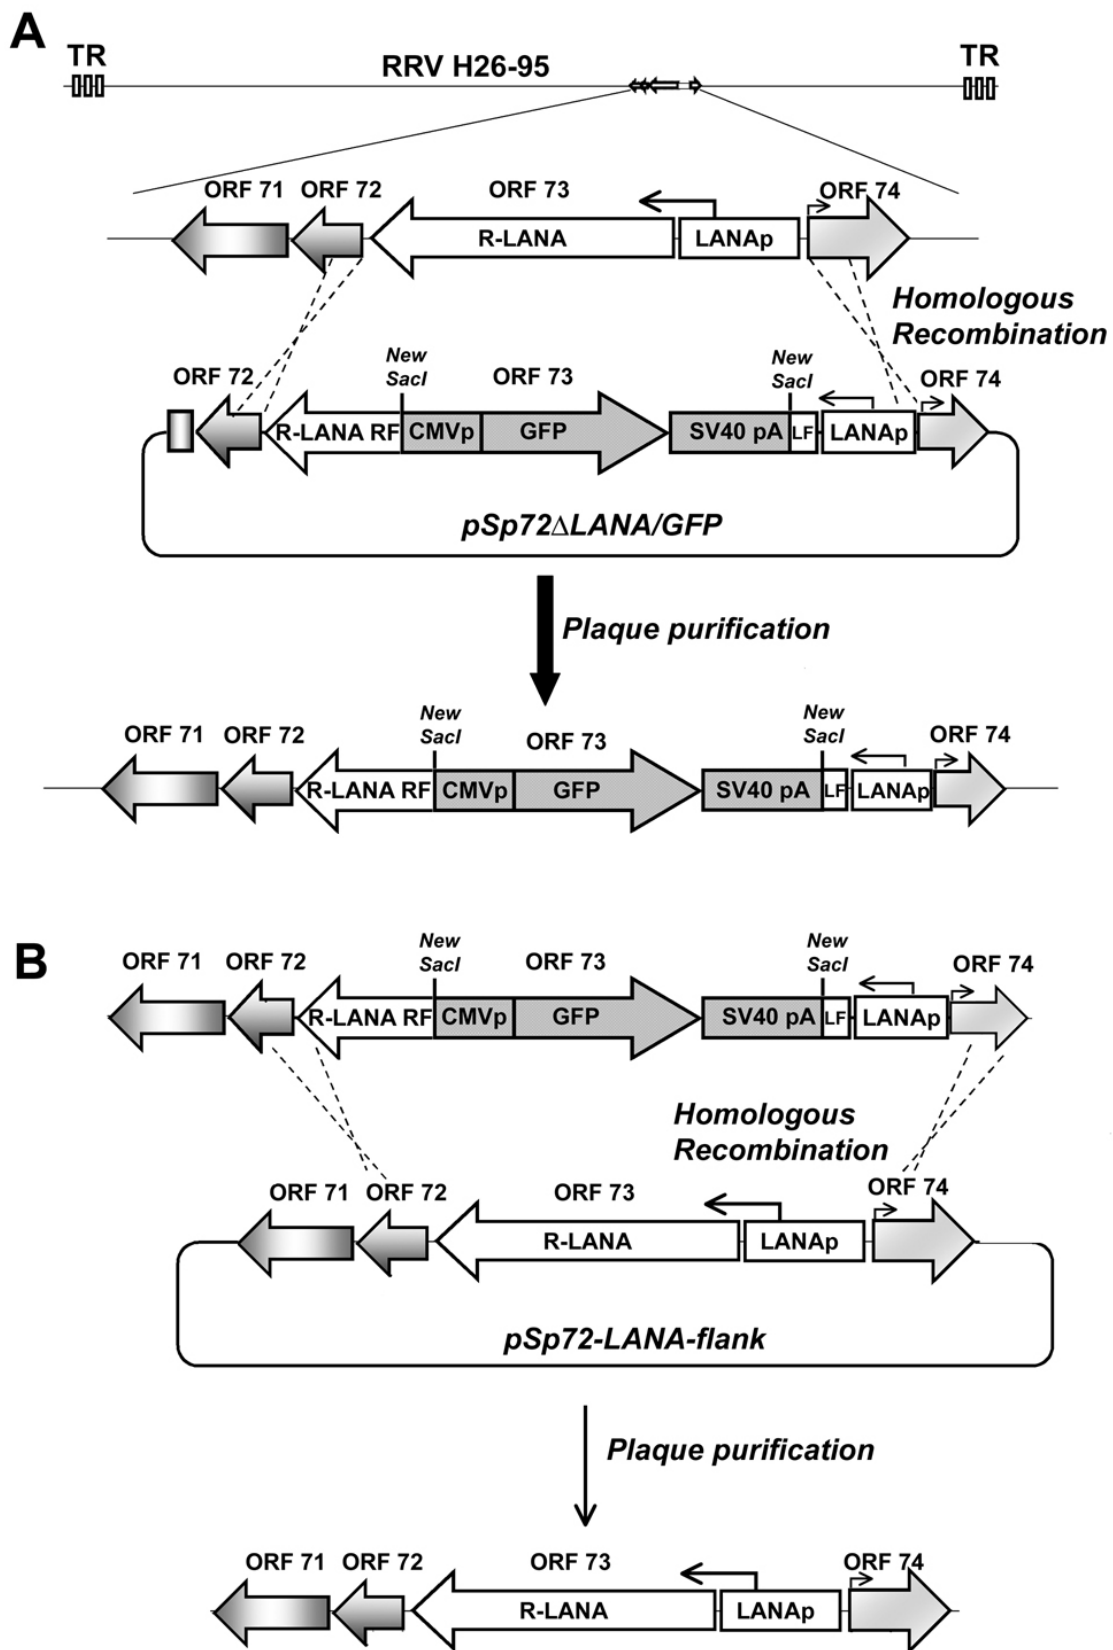 A
TR
RRV H26-95
TR
ORF 71 ORF 72 ORF 73 ORF 74
R-LANA LANAp
Homologous
Recombination
New
SacI
New
SacI
ORF 72 ORF 73 ORF 74
R-LANA RF CMVp GFP SV40 pA LF LANAp
pSp72ΔLANA/GFP
Plaque purification
New
SacI
New
SacI
ORF 71 ORF 72 ORF 73 ORF 74
R-LANA RF CMVp GFP SV40 pA LF LANAp
B
New
SacI
New
SacI
ORF 71 ORF 72 ORF 73 ORF 74
R-LANA RF CMVp GFP SV40 pA LF LANAp
Homologous
Recombination
ORF 71 ORF 72 ORF 73 ORF 74
R-LANA LANAp
pSp72-LANA-flank
Plaque purification
ORF 71 ORF 72 ORF 73 ORF 74
R-LANA LANAp